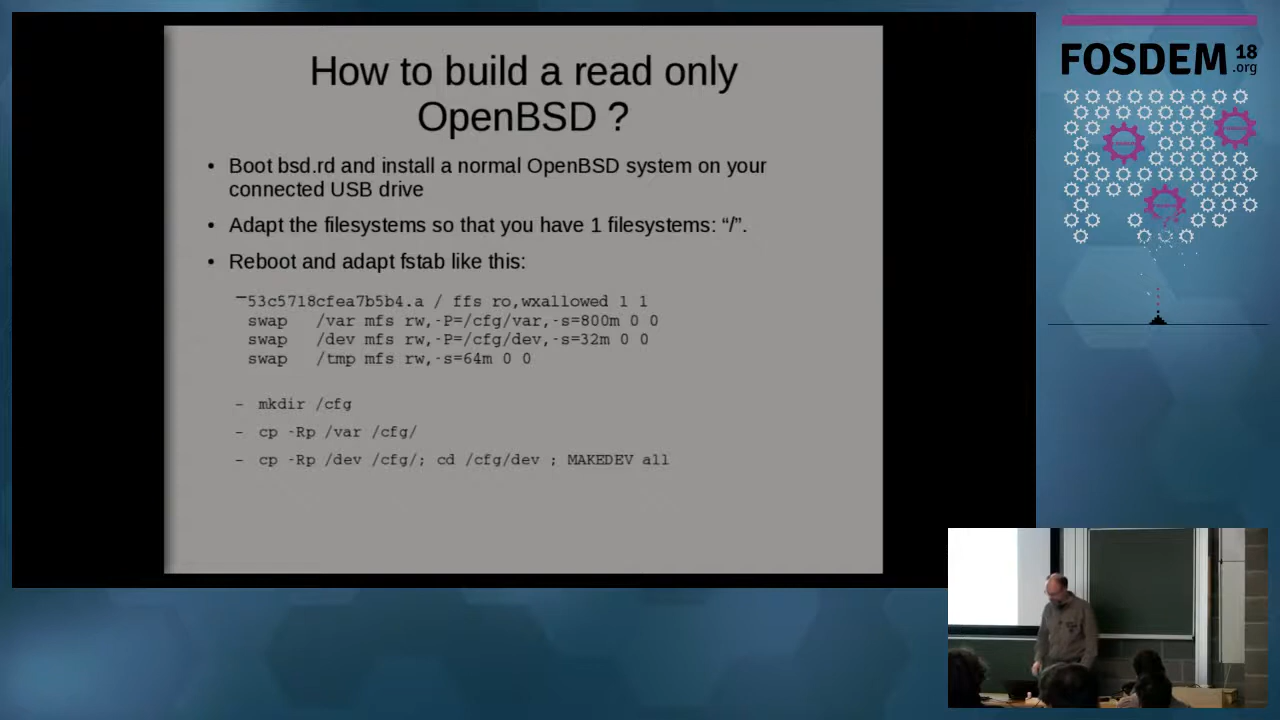 How to build a read only
OpenBSD ?
• Boot bsd.rd and install a normal OpenBSD system on your
connected USB drive
• Adapt the filesystems so that you have 1 filesystems: “/”.
• Reboot and adapt fstab like this:
– 53c5718cfea7b5b4.a / ffs ro,wxallowed 1 1
swap /var mfs rw,-P=/cfg/var,-s=800m 0 0
swap /dev mfs rw,-P=/cfg/dev,-s=32m 0 0
swap /tmp mfs rw,-s=64m 0 0
– mkdir /cfg
– cp -Rp /var /cfg/
– cp -Rp /dev /cfg/; cd /cfg/dev ; MAKEDEV all
FOSDEM 18
.org